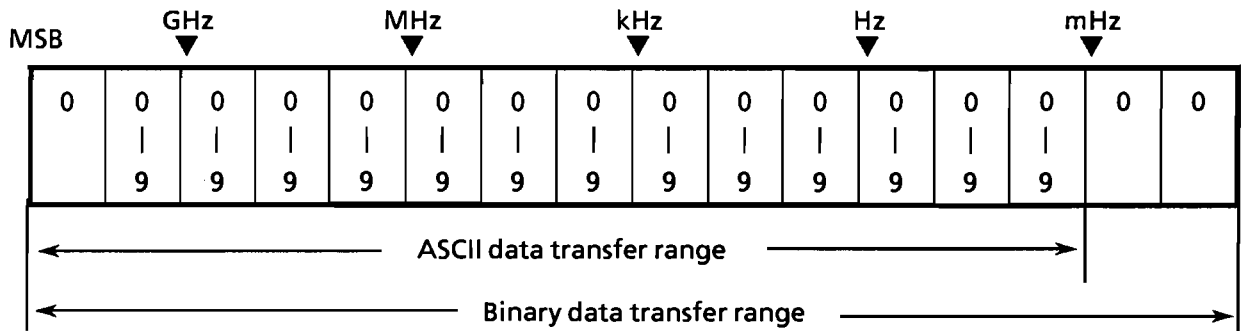 GHz MHz kHz Hz mHz
MSB
0 0 0 0 0 0 0 0 0 0 0 0 0 0 0 0
| | | | | | | | | | | | |
9 9 9 9 9 9 9 9 9 9 9 9 9
ASCII data transfer range
Binary data transfer range